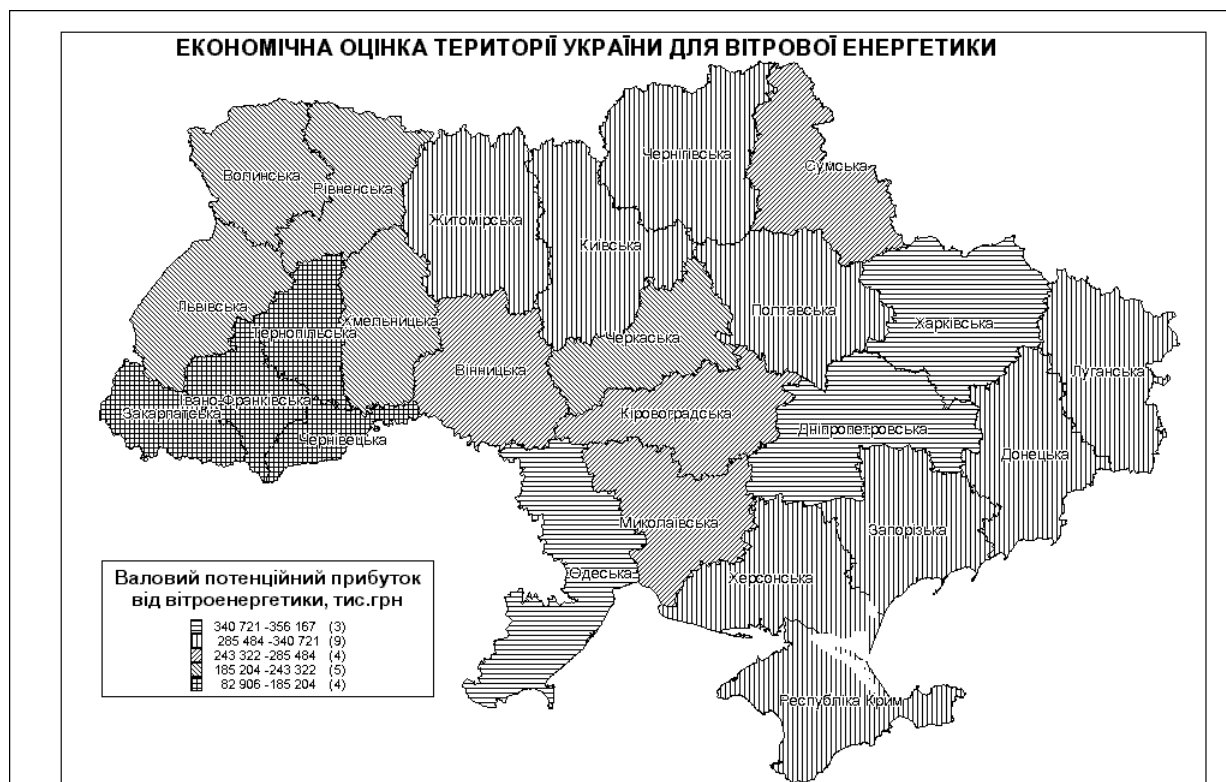 ЕКОНОМІЧНА ОЦІНКА ТЕРИТОРІЇ УКРАЇНИ ДЛЯ ВІТРОВОЇ ЕНЕРГЕТИКИ
Чернігівська
Сумська
Волинська
Рівненська
Житомірська
Київська
Львівська
Тернопільська
Хмельницька
Полтавська
Харківська
Черкаська
Вінницька
Луганська
Івано-Франківська
Закарпатська
Чернівецька
Кіровоградська
Дніпропетровська
Донецька
Миколаївська
Запорізька
Одеська
Херсонська
Республіка Крим
Валовий потенційний прибуток
від вітроенергетики, тис.грн
340 721 -356 167 (3)
285 484 -340 721 (9)
243 322 -285 484 (4)
185 204 -243 322 (5)
82 906 -185 204 (4)